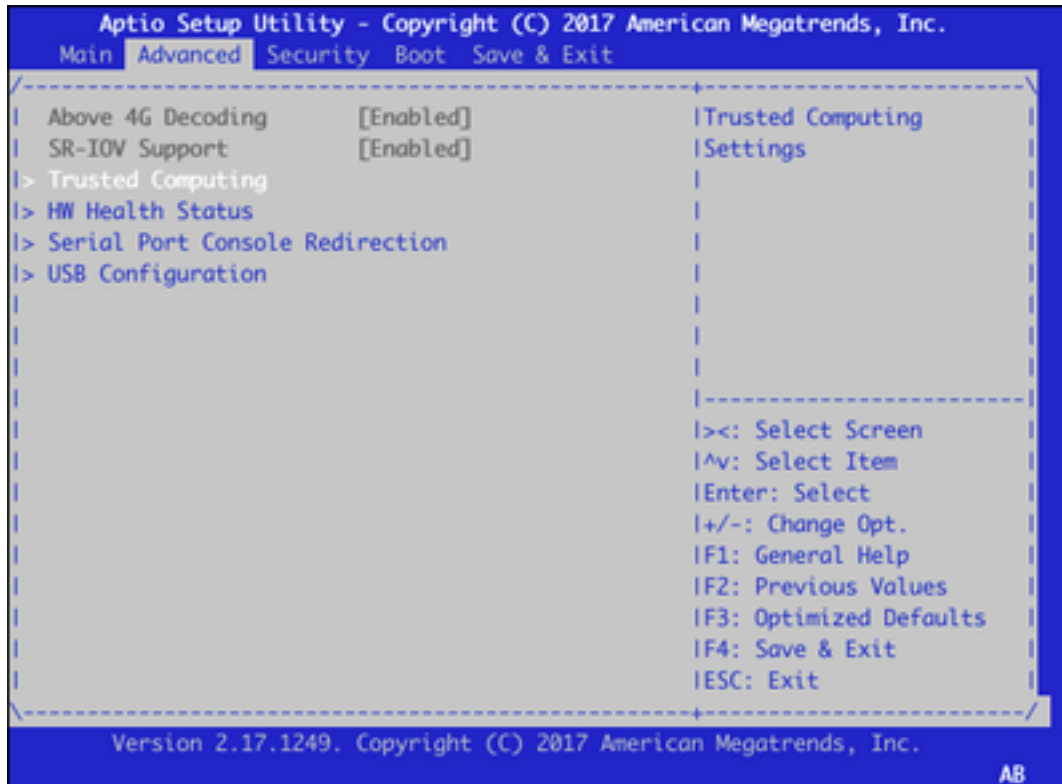 Aptio Setup Utility - Copyright (C) 2017 American Megatrends, Inc.
Main Advanced Security Boot Save & Exit
Above 4G Decoding [Enabled]
SR-IOV Support [Enabled]
> Trusted Computing
> HW Health Status
> Serial Port Console Redirection
> USB Configuration
Trusted Computing
Settings
><: Select Screen
^v: Select Item
Enter: Select
+/-: Change Opt.
F1: General Help
F2: Previous Values
F3: Optimized Defaults
F4: Save & Exit
ESC: Exit
Version 2.17.1249. Copyright (C) 2017 American Megatrends, Inc.
AB